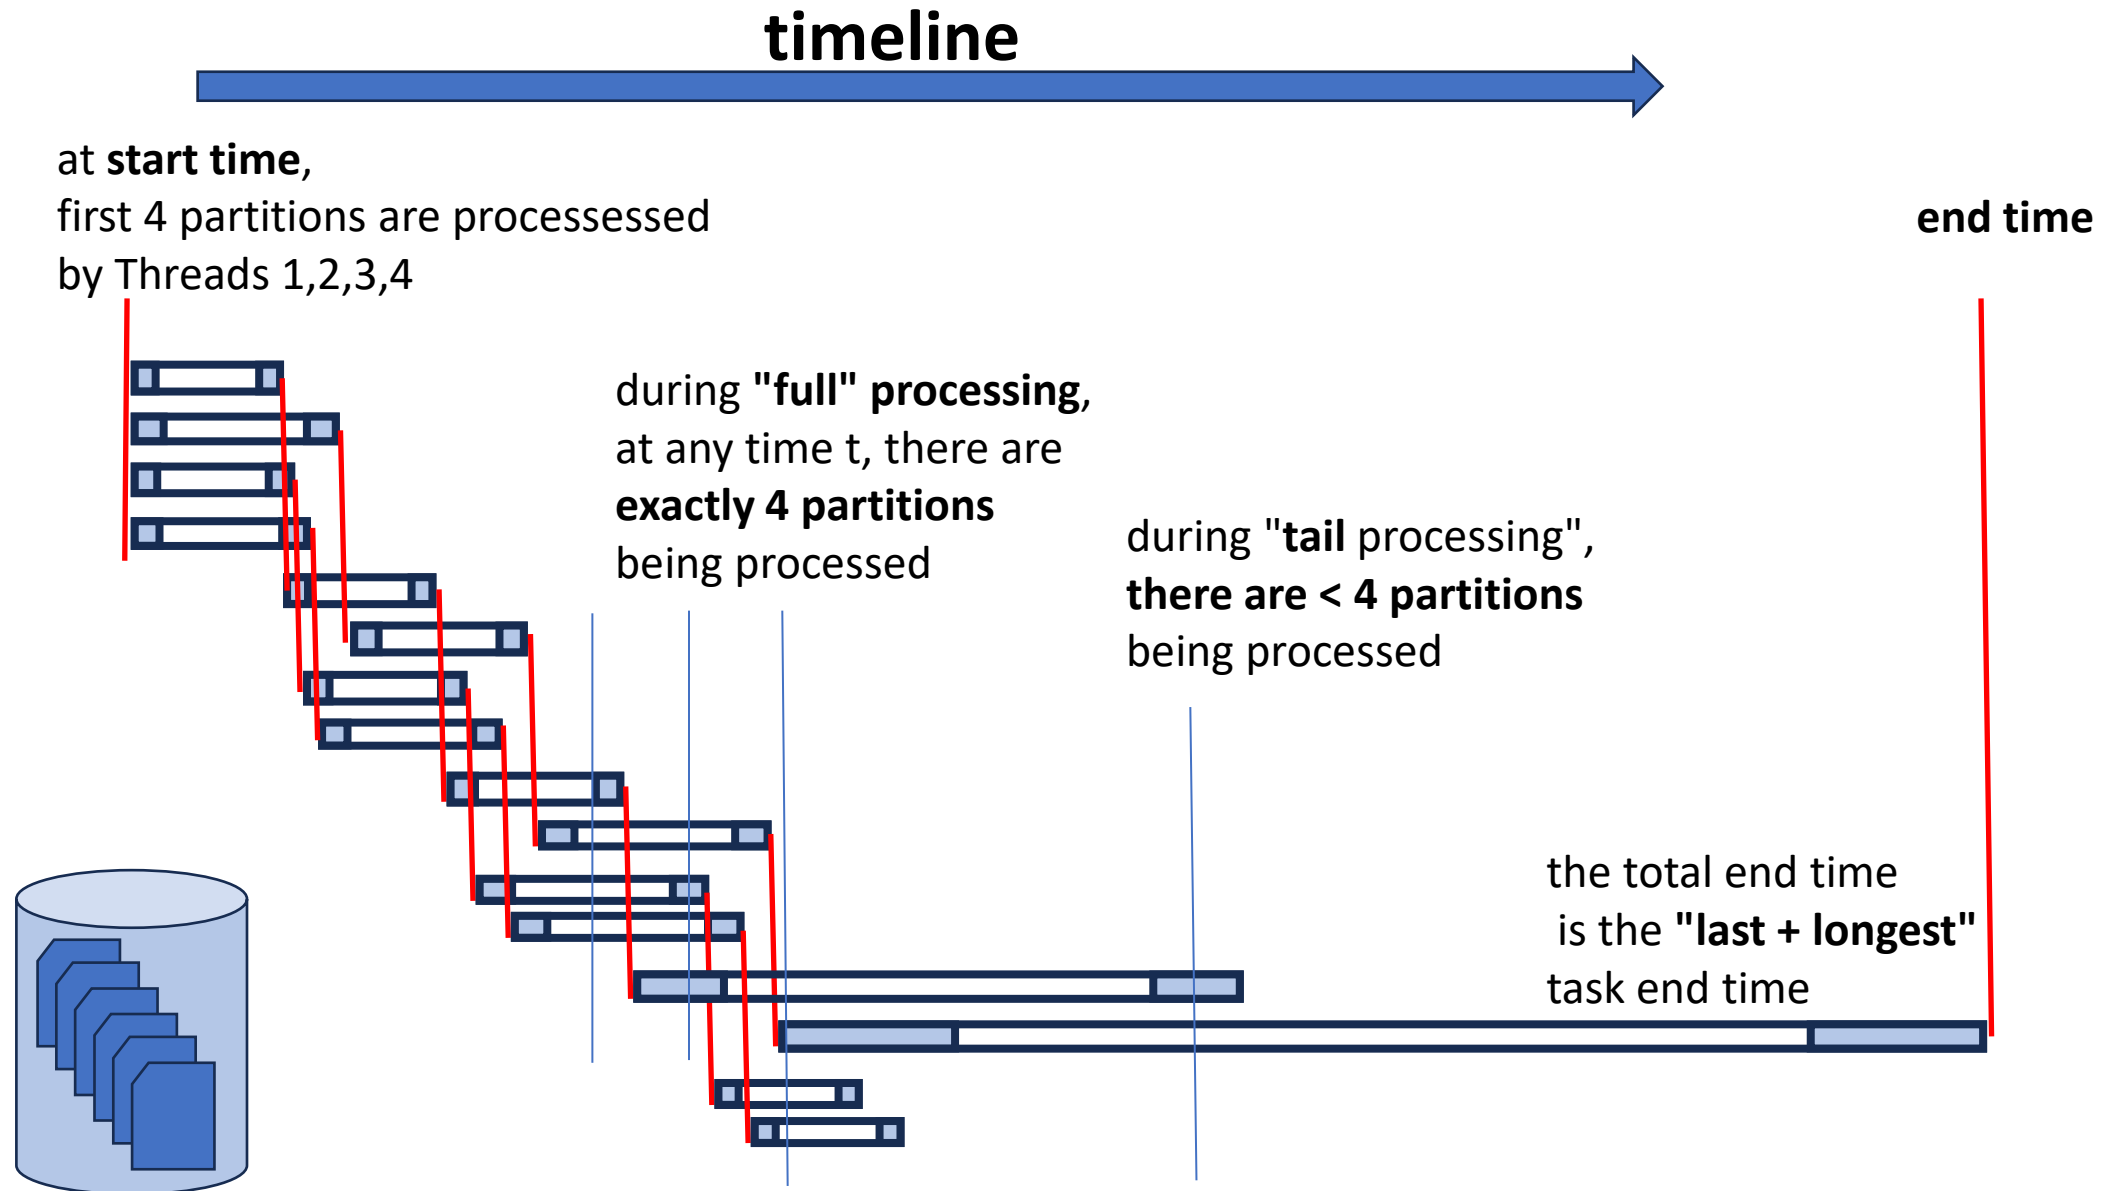 timeline
at start time,
first 4 partitions are processessed
by Threads 1,2,3,4
end time
during "full" processing,
at any time t, there are
exactly 4 partitions
being processed
during "tail processing",
there are < 4 partitions
being processed
the total end time
is the "last + longest"
task end time